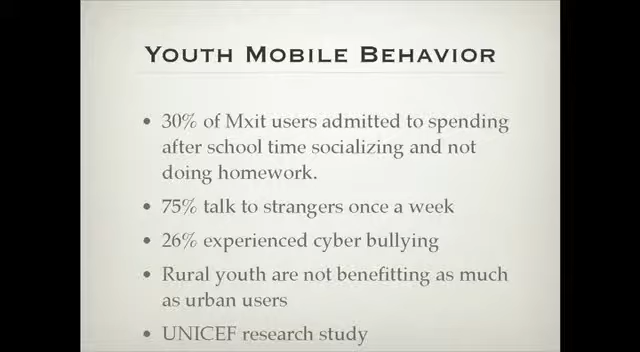 YOUTH MOBILE BEHAVIOR
• 30% of Mxit users admitted to spending
after school time socializing and not
doing homework.
• 75% talk to strangers once a week
• 26% experienced cyber bullying
• Rural youth are not benefitting as much
as urban users
• UNICEF research study